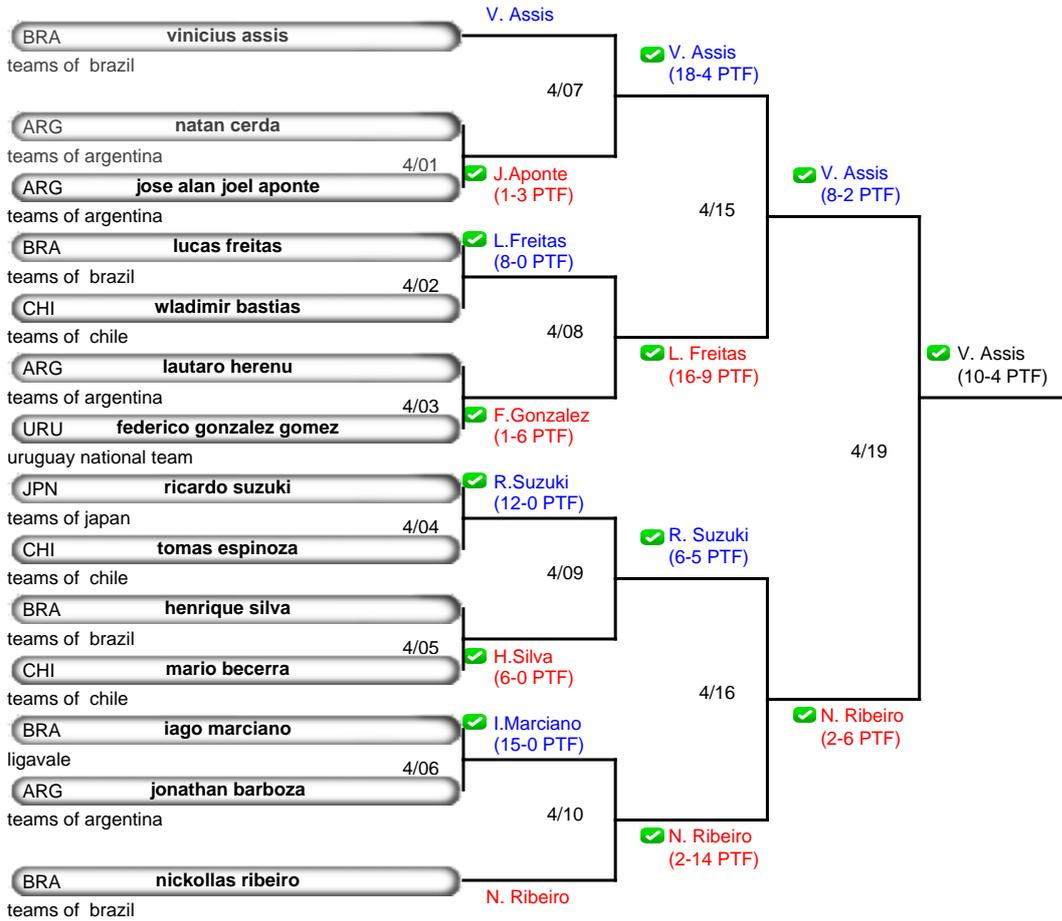 V. Assis
BRA vinicius assis
teams of  brazil
4/07
V. Assis
(18-4 PTF)
ARG natan cerda
teams of argentina
4/01
ARG jose alan joel aponte
teams of argentina
J.Aponte
(1-3 PTF)
4/15
V. Assis
(8-2 PTF)
BRA lucas freitas
teams of  brazil
L.Freitas
(8-0 PTF)
4/02
CHI wladimir bastias
teams of  chile
4/08
L. Freitas
(16-9 PTF)
ARG lautaro herenu
teams of argentina
4/03
URU federico gonzalez gomez
uruguay national team
F.Gonzalez
(1-6 PTF)
V. Assis
(10-4 PTF)
4/19
JPN ricardo suzuki
teams of japan
R.Suzuki
(12-0 PTF)
4/04
CHI tomas espinoza
teams of  chile
4/09
R. Suzuki
(6-5 PTF)
BRA henrique silva
teams of  brazil
4/05
CHI mario becerra
teams of  chile
H.Silva
(6-0 PTF)
4/16
N. Ribeiro
(2-6 PTF)
BRA iago marciano
ligavale
I.Marciano
(15-0 PTF)
4/06
ARG jonathan barboza
teams of argentina
4/10
N. Ribeiro
(2-14 PTF)
BRA nickollas ribeiro
teams of  brazil
N. Ribeiro